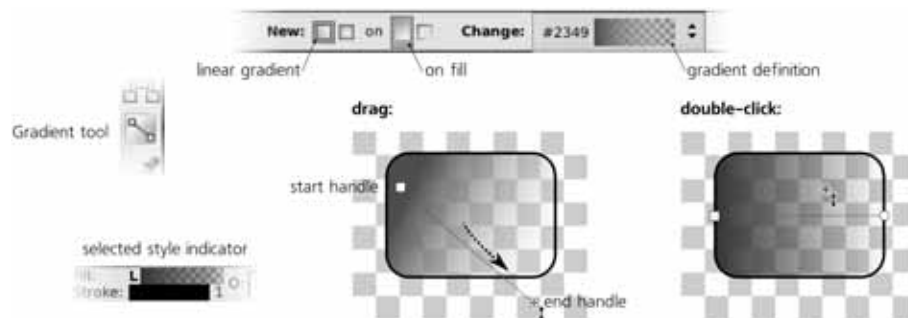 New: on Change: #2349
linear gradient
on fill
gradient definition
drag:
double-click:
Gradient tool
start handle
selected style indicator
L
Stroke: 1
end handle